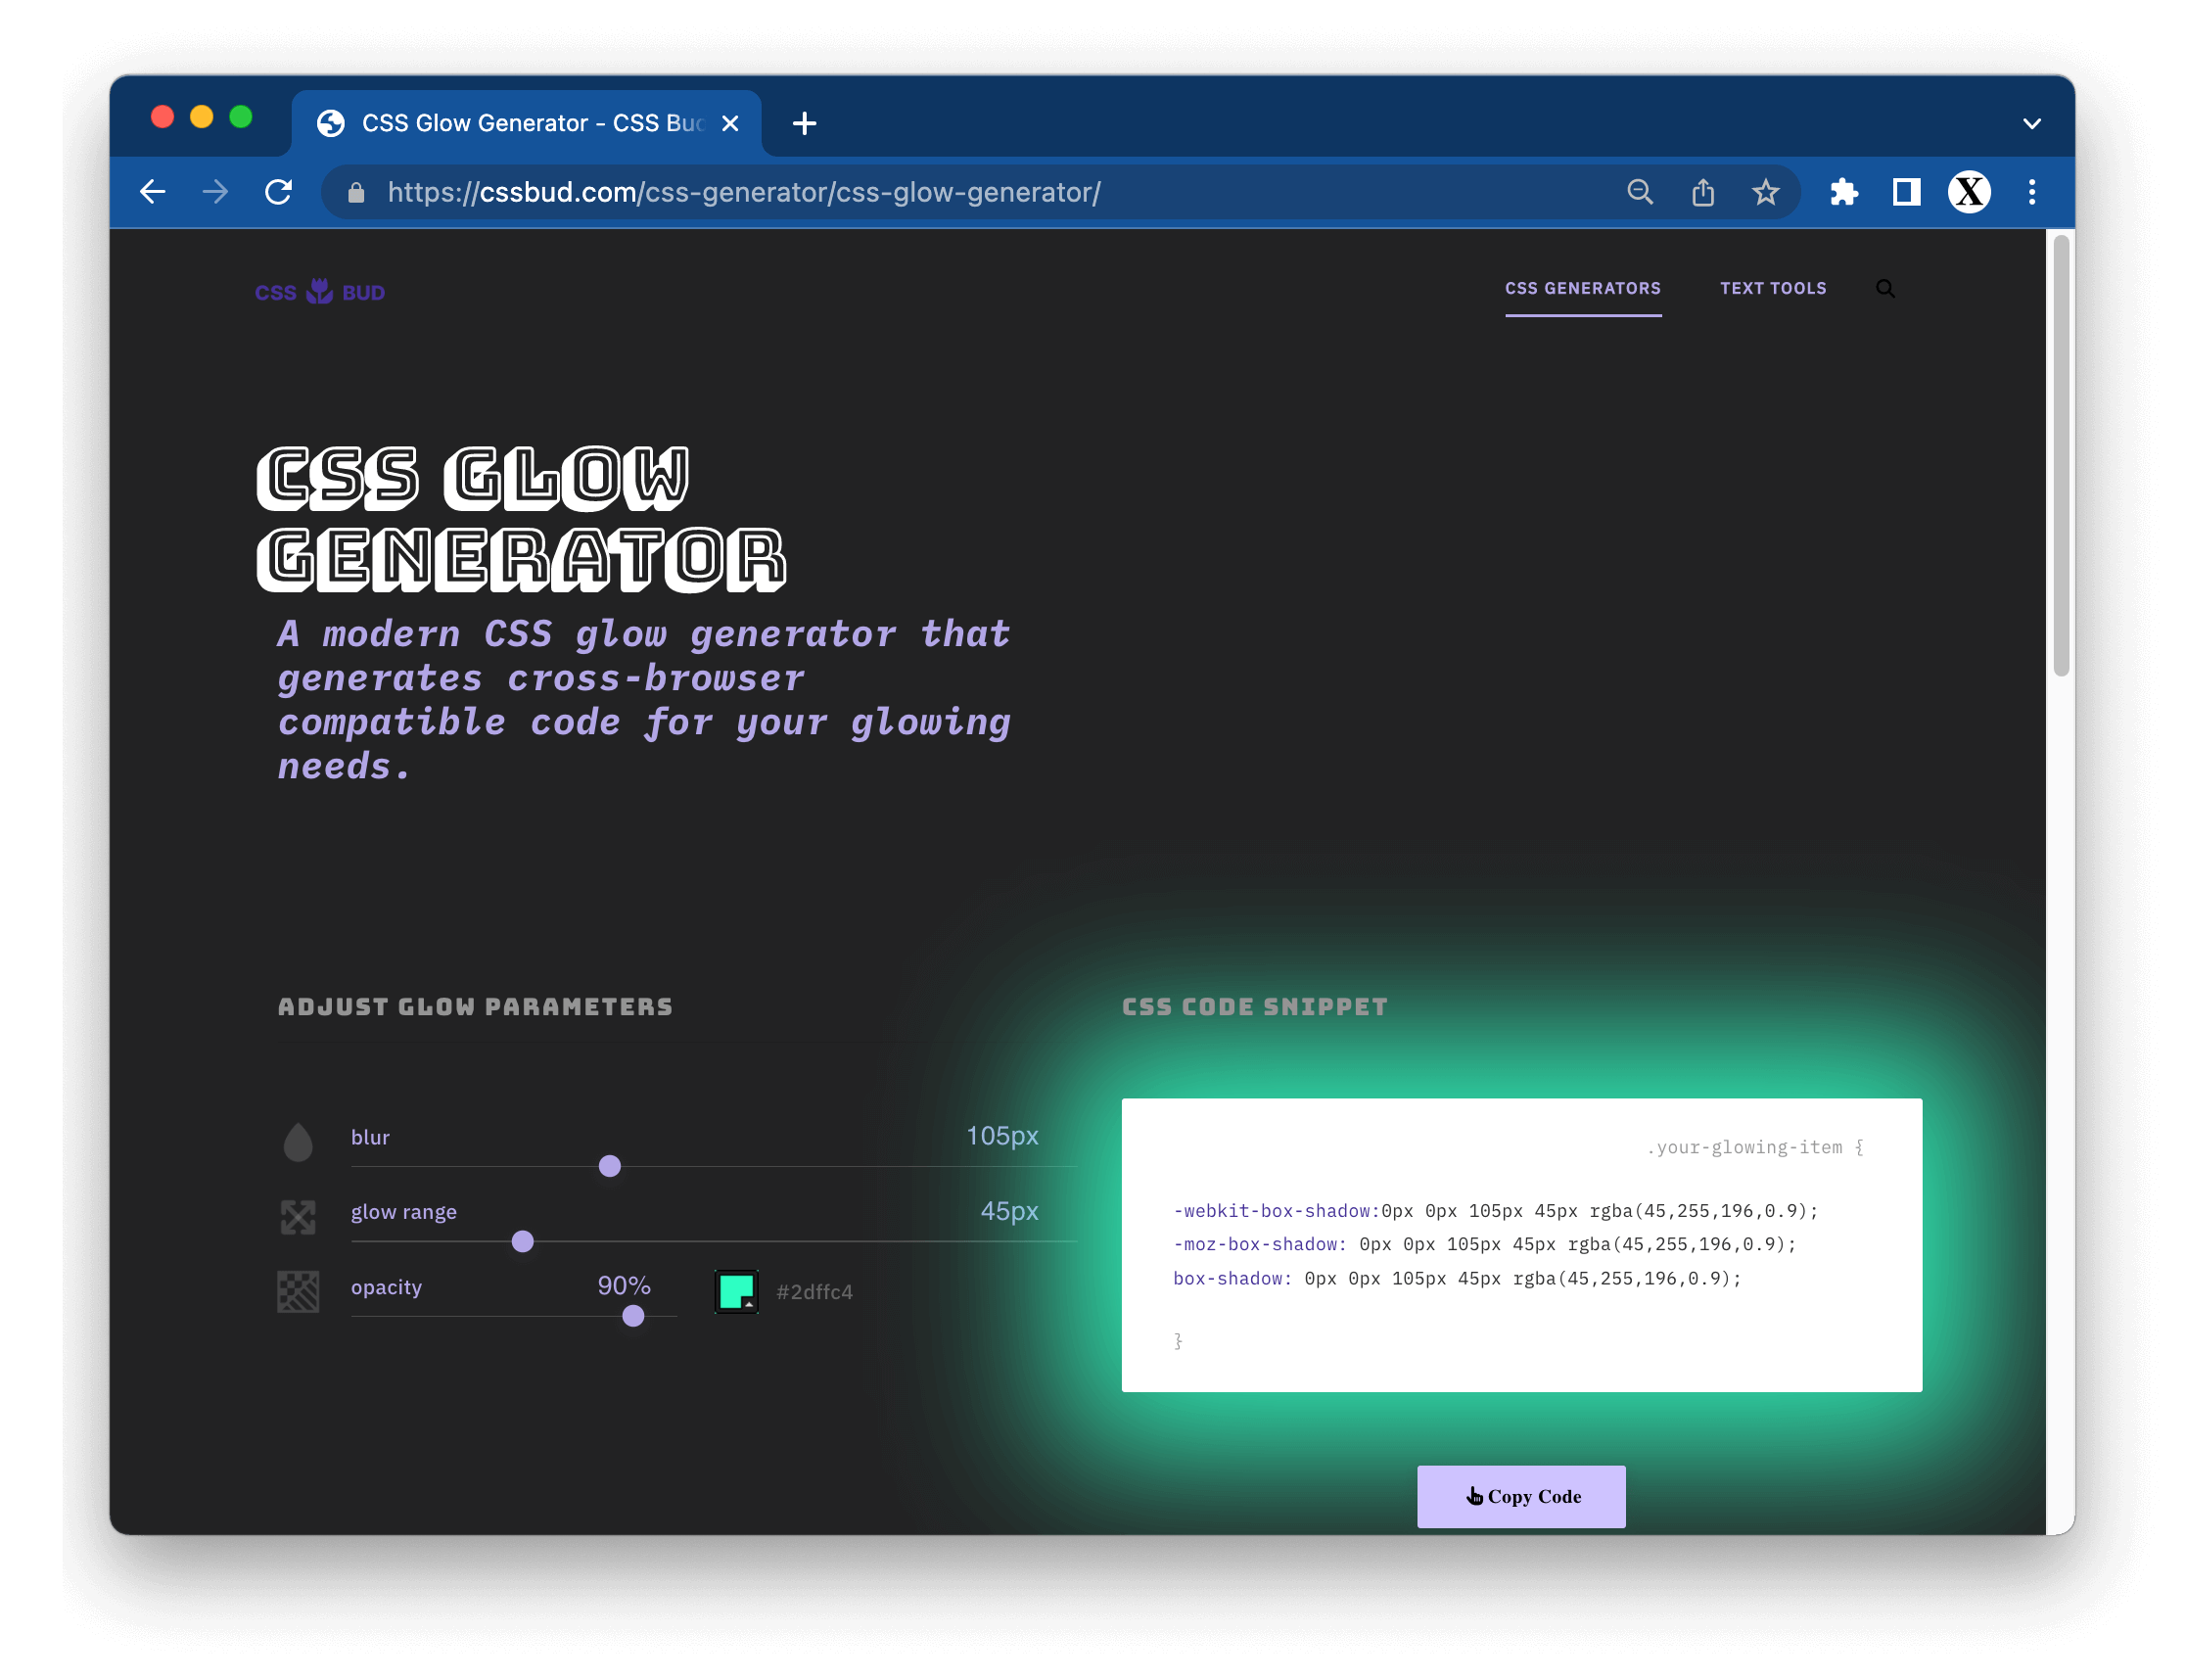 CSS Glow Generator - CSS Bud
https://cssbud.com/css-generator/css-glow-generator/
X
CSS BUD
CSS GENERATORS
TEXT TOOLS
CSS GLOW
GENERATOR
A modern CSS glow generator that
generates cross-browser
compatible code for your glowing
needs.
ADJUST GLOW PARAMETERS
blur 105px
glow range 45px
opacity 90% #2dffc4
CSS CODE SNIPPET
.your-glowing-item {
-webkit-box-shadow:0px 0px 105px 45px rgba(45,255,196,0.9);
-moz-box-shadow: 0px 0px 105px 45px rgba(45,255,196,0.9);
box-shadow: 0px 0px 105px 45px rgba(45,255,196,0.9);
}
Copy Code